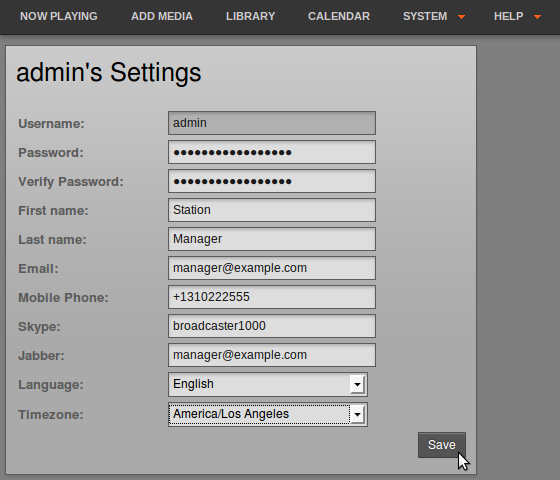 NOW PLAYING ADD MEDIA LIBRARY CALENDAR SYSTEM HELP
admin's Settings
Username: admin
Password: •••••••••••••••••
Verify Password: •••••••••••••••••
First name: Station
Last name: Manager
Email: manager@example.com
Mobile Phone: +1310222555
Skype: broadcaster1000
Jabber: manager@example.com
Language: English
Timezone: America/Los Angeles
Save